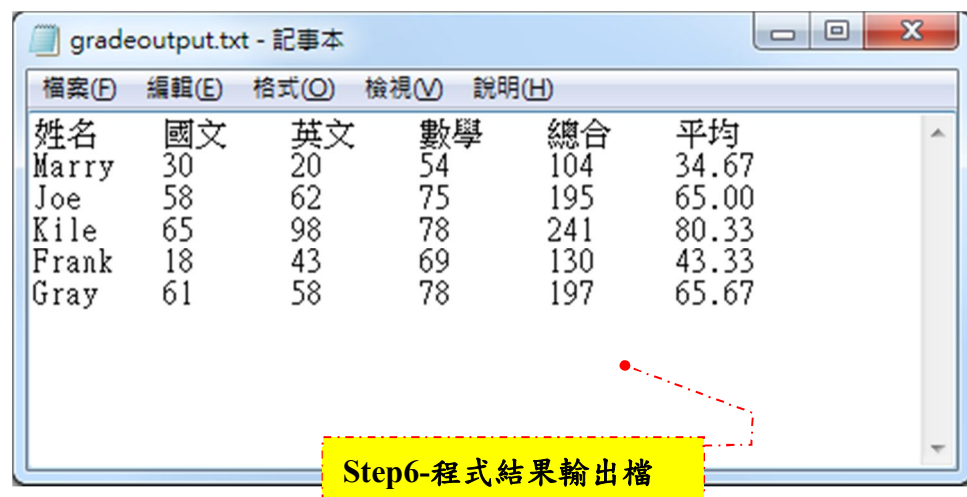 gradeoutput.txt - 記事本
檔案(F) 編輯(E) 格式(O) 檢視(V) 說明(H)
姓名 國文 英文 數學 總合 平均
Marry 30 20 54 104 34.67
Joe 58 62 75 195 65.00
Kile 65 98 78 241 80.33
Frank 18 43 69 130 43.33
Gray 61 58 78 197 65.67
Step6-程式結果輸出檔